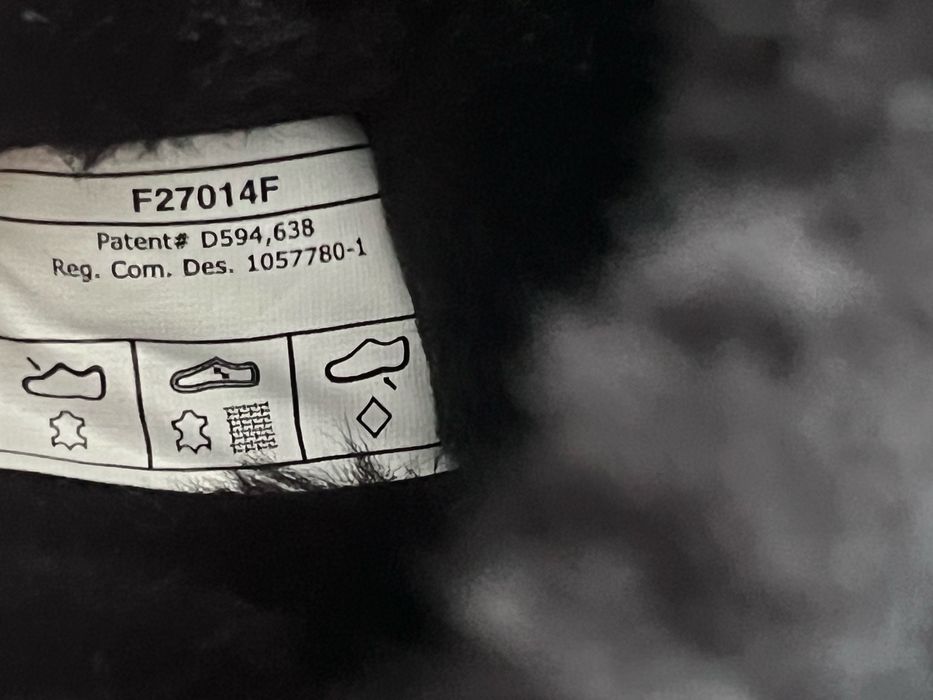 F27014F
Patent# D594,638
Reg. Com. Des. 1057780-1